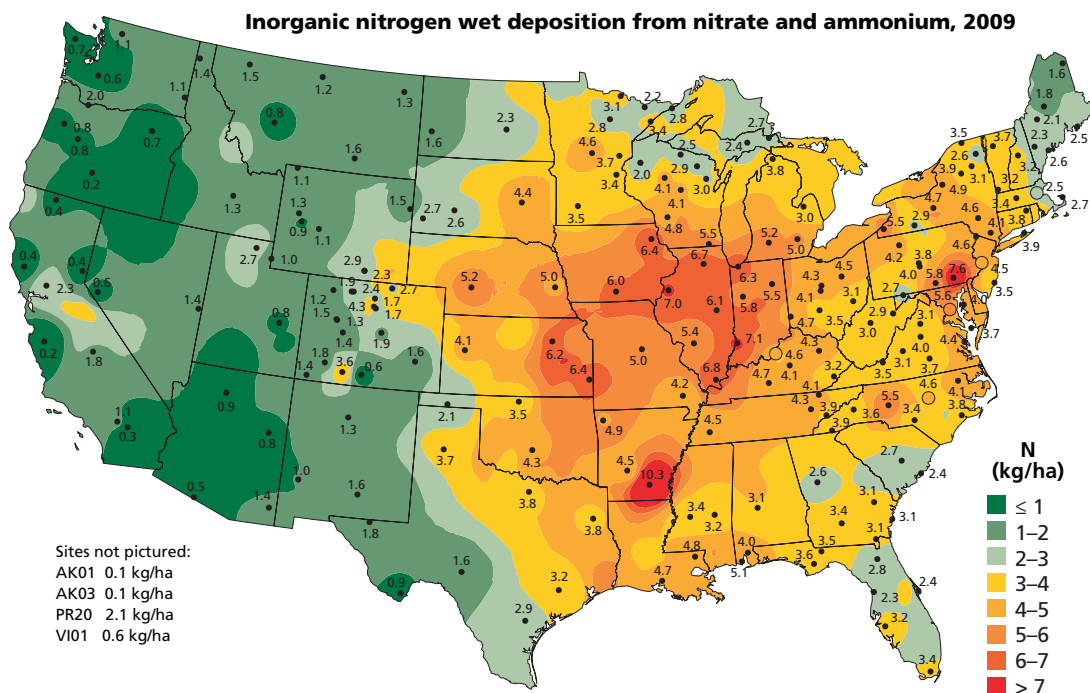 Inorganic nitrogen wet deposition from nitrate and ammonium, 2009
0.7 1.1
0.6 1.4 1.5 1.2 1.3
2.0 1.1
0.8 0.8 0.7 0.8 1.6 2.3
0.2 1.6 1.1
0.4 1.3 1.3 0.9 1.1 1.5 2.7 2.6
0.4 0.4 2.7 1.0 2.9 2.3
2.3 0.6 1.4 1.2 1.9 2.4 2.7
0.8 1.5 4.3 1.7 1.7
0.2 1.8 1.3 1.4 1.9
1.8 1.4 3.6 0.6 1.6
1.1 0.3 0.9 0.8 1.3 2.1
0.5 1.4 1.0 1.6 1.8
0.9 1.6 2.9 3.2
3.1 2.2 2.8 3.4 2.8 2.7
4.6 3.7 3.4 2.0 2.5 2.9 3.0 2.4 3.8
4.4 3.5 4.1 4.1 4.8 3.0
5.2 5.0 6.0 6.4 5.5 5.2 5.0
6.7 7.0 6.1 6.3 5.5 5.8
4.1 6.2 6.4 5.0 5.4 7.1 6.8
3.5 4.2 4.9 4.5
3.7 4.3 4.5 10.3
3.8 3.8 3.4 3.2 3.1
4.7 4.8 4.0 5.1 3.6 3.5
1.6 1.8 2.1 2.3 2.5 2.6
3.5 2.6 3.7 3.2 3.9 3.1 3.2 2.5 2.7
4.9 4.7 3.4 3.8 4.6 4.1 3.9
5.5 2.9 4.2 3.8 4.0 4.6 5.8 7.6 4.5 3.5
4.3 4.5 4.1 3.1 2.7 5.6 4.0
4.7 3.5 2.9 3.0 3.1 4.4 3.7
4.6 4.3 4.7 4.1 3.2 3.5 3.1 4.0 3.7
4.1 4.3 3.9 3.9 3.6 5.5 4.6 3.4 4.1 3.8
2.6 2.7 2.4 3.4 3.1 3.1 3.1
2.8 2.3 2.4 3.2 3.4
Sites not pictured:
AK01 0.1 kg/ha
AK03 0.1 kg/ha
PR20 2.1 kg/ha
VI01 0.6 kg/ha
N
(kg/ha)
≤ 1
1–2
2–3
3–4
4–5
5–6
6–7
> 7